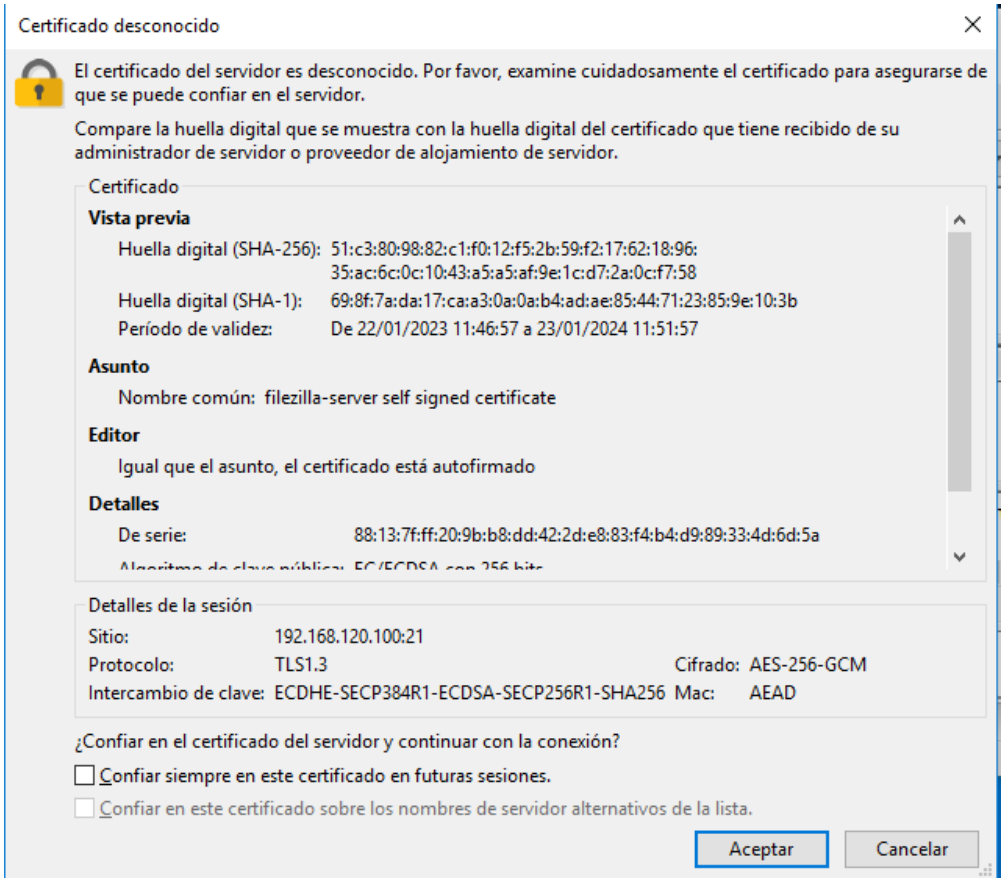 Certificado desconocido
El certificado del servidor es desconocido. Por favor, examine cuidadosamente el certificado para asegurarse de
que se puede confiar en el servidor.
Compare la huella digital que se muestra con la huella digital del certificado que tiene recibido de su
administrador de servidor o proveedor de alojamiento de servidor.
Certificado
Vista previa
Huella digital (SHA-256): 51:c3:80:98:82:c1:f0:12:f5:2b:59:f2:17:62:18:96:
35:ac:6c:0c:10:43:a5:a5:af:9e:1c:d7:2a:0c:f7:58
Huella digital (SHA-1): 69:8f:7a:da:17:ca:a3:0a:0a:b4:ad:ae:85:44:71:23:85:9e:10:3b
Período de validez: De 22/01/2023 11:46:57 a 23/01/2024 11:51:57
Asunto
Nombre común: filezilla-server self signed certificate
Editor
Igual que el asunto, el certificado está autofirmado
Detalles
De serie: 88:13:7f:ff:20:9b:b8:dd:42:2d:e8:83:f4:b4:d9:89:33:4d:6d:5a
Algoritmo de clave pública: EC/ECDSA con 256 bits
Detalles de la sesión
Sitio: 192.168.120.100:21
Protocolo: TLS1.3 Cifrado: AES-256-GCM
Intercambio de clave: ECDHE-SECP384R1-ECDSA-SECP256R1-SHA256 Mac: AEAD
¿Confiar en el certificado del servidor y continuar con la conexión?
Confiar siempre en este certificado en futuras sesiones.
Confiar en este certificado sobre los nombres de servidor alternativos de la lista.
Aceptar Cancelar